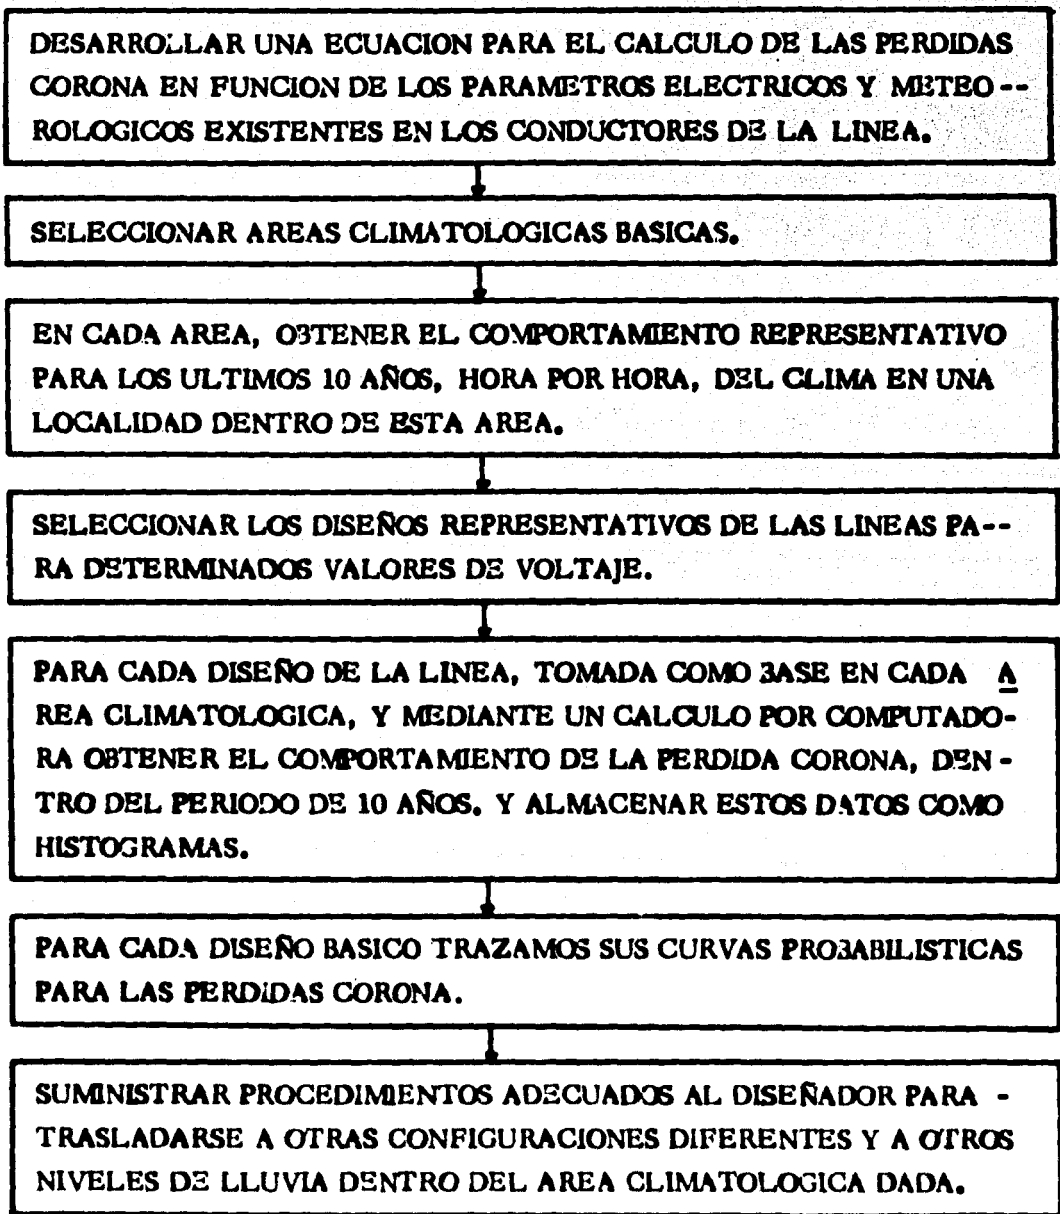 DESARROLLAR UNA ECUACION PARA EL CALCULO DE LAS PERDIDAS
CORONA EN FUNCION DE LOS PARAMETROS ELECTRICOS Y METEO--
ROLOGICOS EXISTENTES EN LOS CONDUCTORES DE LA LINEA.
SELECCIONAR AREAS CLIMATOLOGICAS BASICAS.
EN CADA AREA, OBTENER EL COMPORTAMIENTO REPRESENTATIVO
PARA LOS ULTIMOS 10 AÑOS, HORA POR HORA, DEL CLIMA EN UNA
LOCALIDAD DENTRO DE ESTA AREA.
SELECCIONAR LOS DISEÑOS REPRESENTATIVOS DE LAS LINEAS PA--
RA DETERMINADOS VALORES DE VOLTAJE.
PARA CADA DISEÑO DE LA LINEA, TOMADA COMO BASE EN CADA A
REA CLIMATOLOGICA, Y MEDIANTE UN CALCULO POR COMPUTADO-
RA OBTENER EL COMPORTAMIENTO DE LA PERDIDA CORONA, DEN-
TRO DEL PERIODO DE 10 AÑOS. Y ALMACENAR ESTOS DATOS COMO
HISTOGRAMAS.
PARA CADA DISEÑO BASICO TRAZAMOS SUS CURVAS PROBABILISTICAS
PARA LAS PERDIDAS CORONA.
SUMINISTRAR PROCEDIMIENTOS ADECUADOS AL DISEÑADOR PARA -
TRASLADARSE A OTRAS CONFIGURACIONES DIFERENTES Y A OTROS
NIVELES DE LLUVIA DENTRO DEL AREA CLIMATOLOGICA DADA.